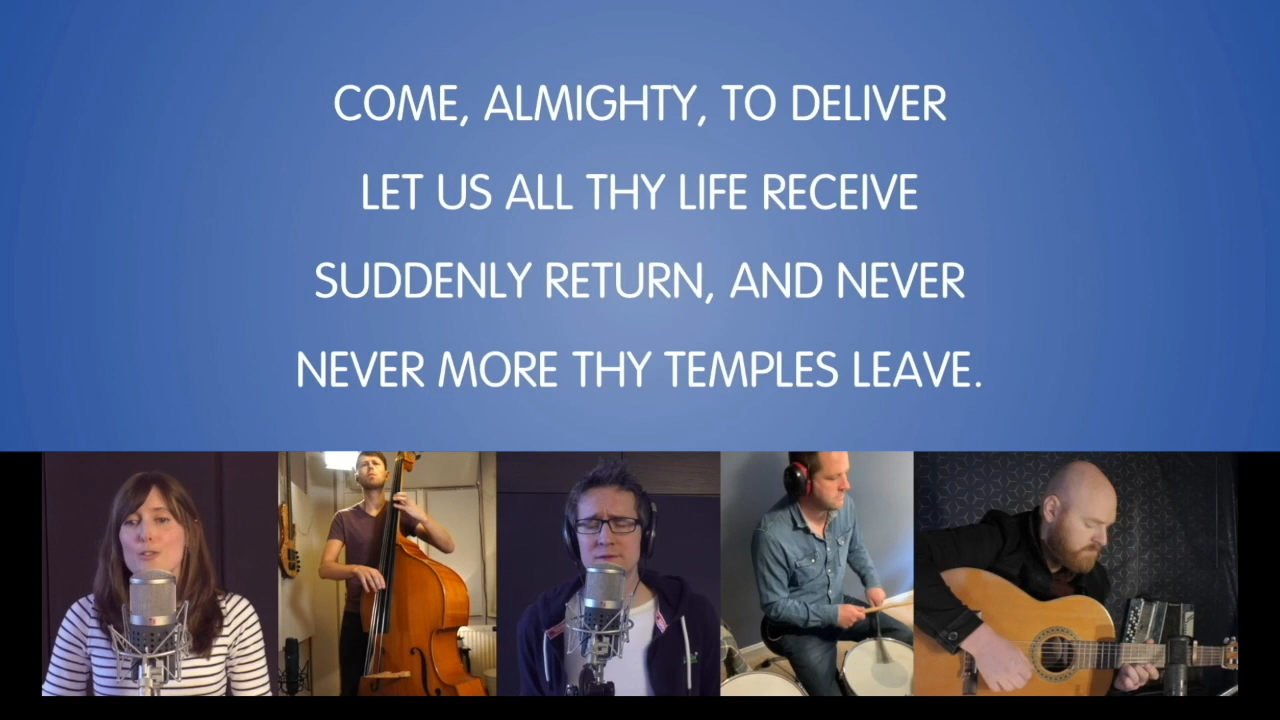 COME, ALMIGHTY, TO DELIVER
LET US ALL THY LIFE RECEIVE
SUDDENLY RETURN, AND NEVER
NEVER MORE THY TEMPLES LEAVE.